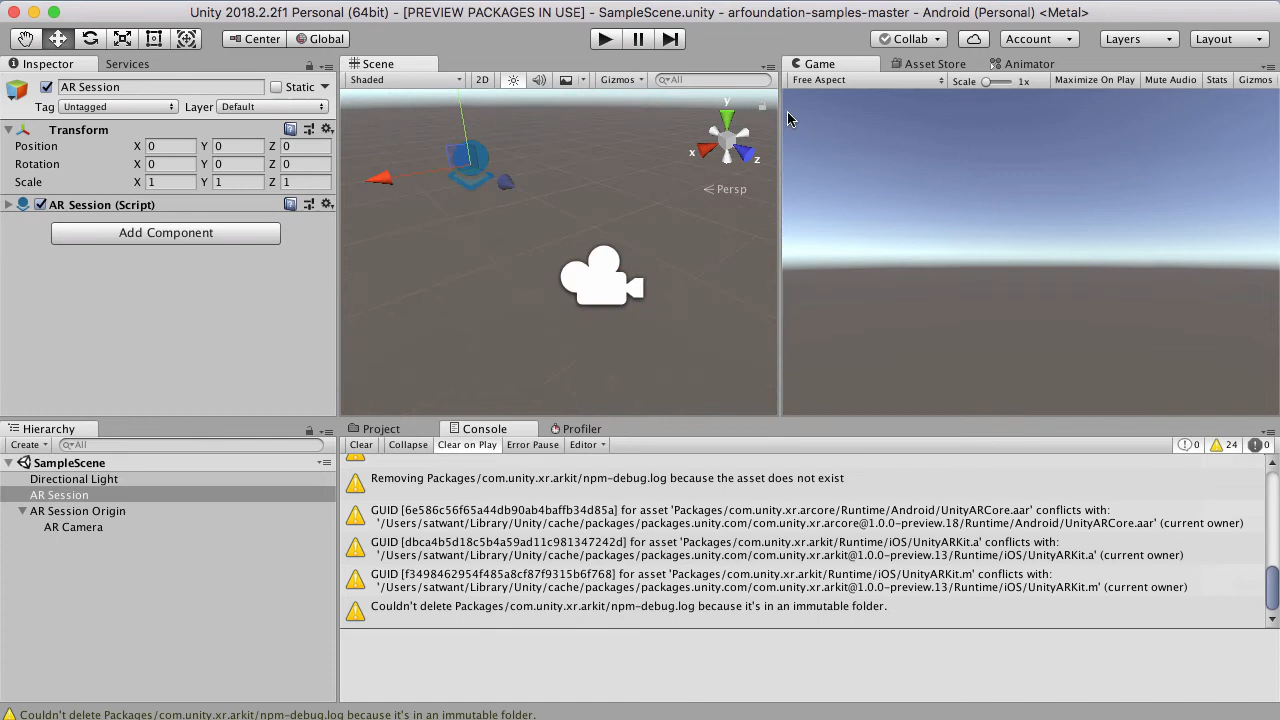 Unity 2018.2.2f1 Personal (64bit) - [PREVIEW PACKAGES IN USE] - SampleScene.unity - arfoundation-samples-master - Android (Personal) <Metal>
Center Global Collab Account Layers Layout
Inspector Services
AR Session Static
Tag Untagged Layer Default
Transform
Position X 0 Y 0 Z 0
Rotation X 0 Y 0 Z 0
Scale X 1 Y 1 Z 1
AR Session (Script)
Add Component
Scene
Shaded 2D Gizmos All
y
x z
Persp
Game Asset Store Animator
Free Aspect Scale 1x Maximize On Play Mute Audio Stats Gizmos
Hierarchy
Create All
SampleScene
Directional Light
AR Session
AR Session Origin
AR Camera
Project Console Profiler
Clear Collapse Clear on Play Error Pause Editor 0 24 0
Removing Packages/com.unity.xr.arkit/npm-debug.log because the asset does not exist
GUID [6e586c56f65a44db90ab4baffb34d85a] for asset 'Packages/com.unity.xr.arcore/Runtime/Android/UnityARCore.aar' conflicts with:
'/Users/satwant/Library/Unity/cache/packages/packages.unity.com/com.unity.xr.arcore@1.0.0-preview.18/Runtime/Android/UnityARCore.aar' (current owner)
GUID [dbca4b5d18c5b4a59ad11c981347242d] for asset 'Packages/com.unity.xr.arkit/Runtime/iOS/UnityARKit.a' conflicts with:
'/Users/satwant/Library/Unity/cache/packages/packages.unity.com/com.unity.xr.arkit@1.0.0-preview.13/Runtime/iOS/UnityARKit.a' (current owner)
GUID [f3498462954f485a8cf87f9315b6f768] for asset 'Packages/com.unity.xr.arkit/Runtime/iOS/UnityARKit.m' conflicts with:
'/Users/satwant/Library/Unity/cache/packages/packages.unity.com/com.unity.xr.arkit@1.0.0-preview.13/Runtime/iOS/UnityARKit.m' (current owner)
Couldn't delete Packages/com.unity.xr.arkit/npm-debug.log because it's in an immutable folder.
Couldn't delete Packages/com.unity.xr.arkit/npm-debug.log because it's in an immutable folder.